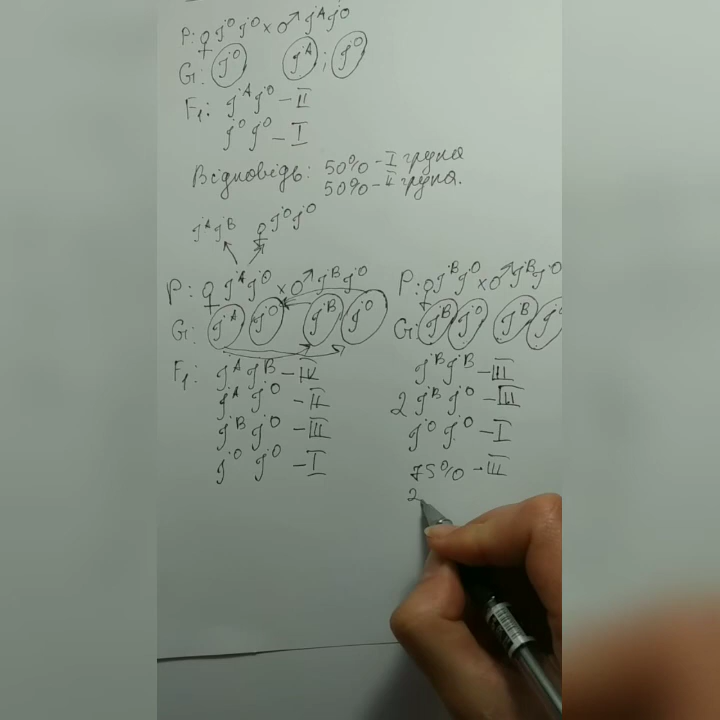 P: ♀ J⁰J⁰ × ♂ JᴬJ⁰
G: J⁰ Jᴬ ; J⁰
F₁: JᴬJ⁰ – II
J⁰J⁰ – I
Відповідь: 50% – I група
50% – II група.
JᴬJᴮ ♀ J⁰J⁰
P: ♀ JᴬJ⁰ × ♂ JᴮJ⁰
G: Jᴬ J⁰ Jᴮ J⁰
F₁: JᴬJᴮ – IV
JᴬJ⁰ – II
JᴮJ⁰ – III
J⁰J⁰ – I
P: ♀ JᴮJ⁰ × ♂ JᴮJ⁰
G: Jᴮ J⁰ Jᴮ J⁰
JᴮJᴮ – III
2 JᴮJ⁰ – III
J⁰J⁰ – I
75% – III
2